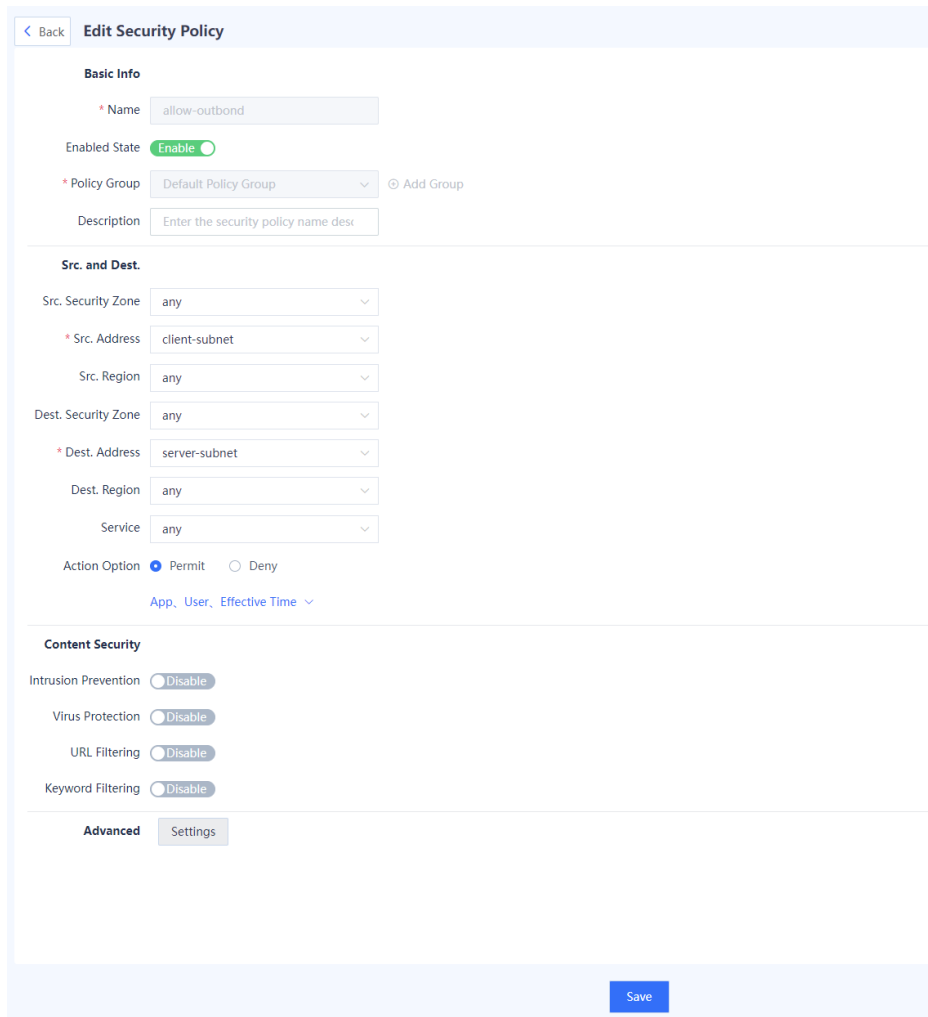 Back Edit Security Policy
Basic Info
* Name allow-outbond
Enabled State Enable
* Policy Group Default Policy Group Add Group
Description Enter the security policy name desc
Src. and Dest.
Src. Security Zone any
* Src. Address client-subnet
Src. Region any
Dest. Security Zone any
* Dest. Address server-subnet
Dest. Region any
Service any
Action Option Permit Deny
App、User、Effective Time
Content Security
Intrusion Prevention Disable
Virus Protection Disable
URL Filtering Disable
Keyword Filtering Disable
Advanced Settings
Save